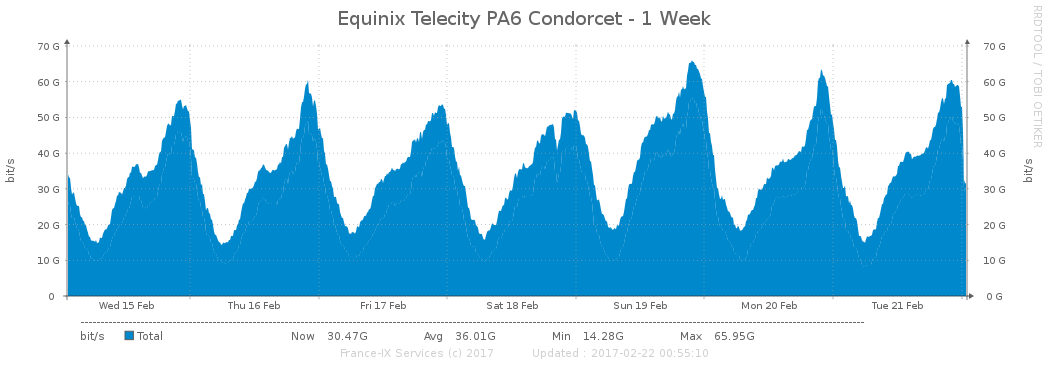 Equinix Telecity PA6 Condorcet - 1 Week
RRDTOOL / TOBI OETIKER
bit/s
70 G 70 G
60 G 60 G
50 G 50 G
40 G 40 G
30 G 30 G
20 G 20 G
10 G 10 G
0 0 G
bit/s
Wed 15 Feb Thu 16 Feb Fri 17 Feb Sat 18 Feb Sun 19 Feb Mon 20 Feb Tue 21 Feb
bit/s Total Now 30.47G Avg 36.01G Min 14.28G Max 65.95G
France-IX Services (c) 2017 Updated : 2017-02-22 00:55:10